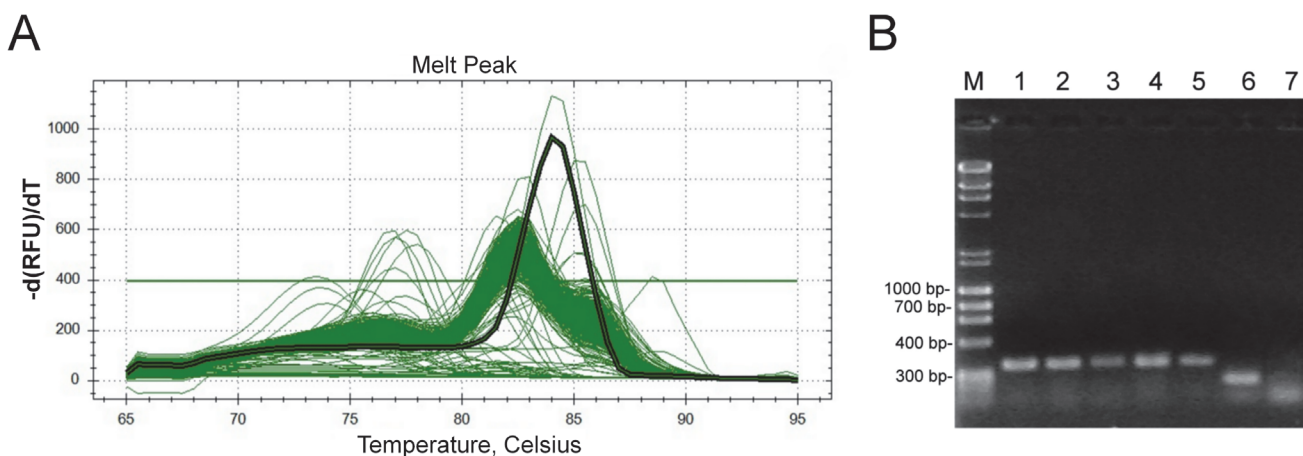 A
Melt Peak
-d(RFU)/dT
1000
800
600
400
200
0
65 70 75 80 85 90 95
Temperature, Celsius
B
M 1 2 3 4 5 6 7
1000 bp-
700 bp-
400 bp-
300 bp-